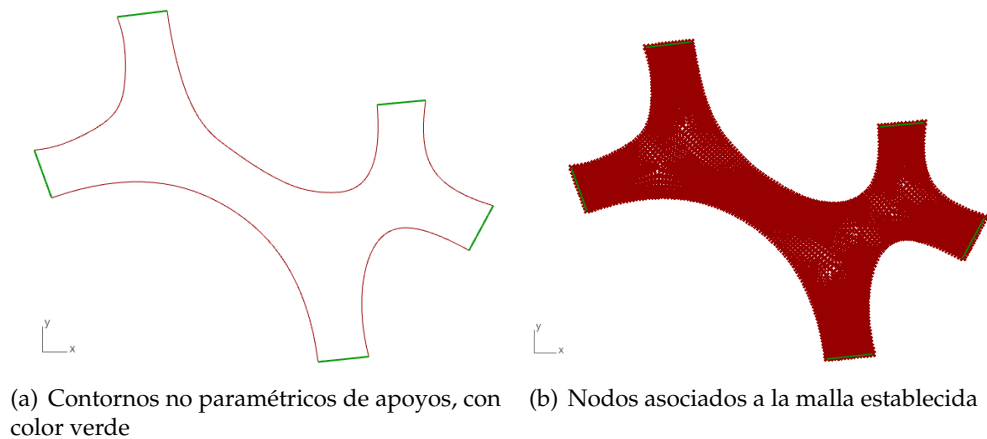 y
x
y
x
(a) Contornos no paramétricos de apoyos, con
color verde
(b) Nodos asociados a la malla establecida